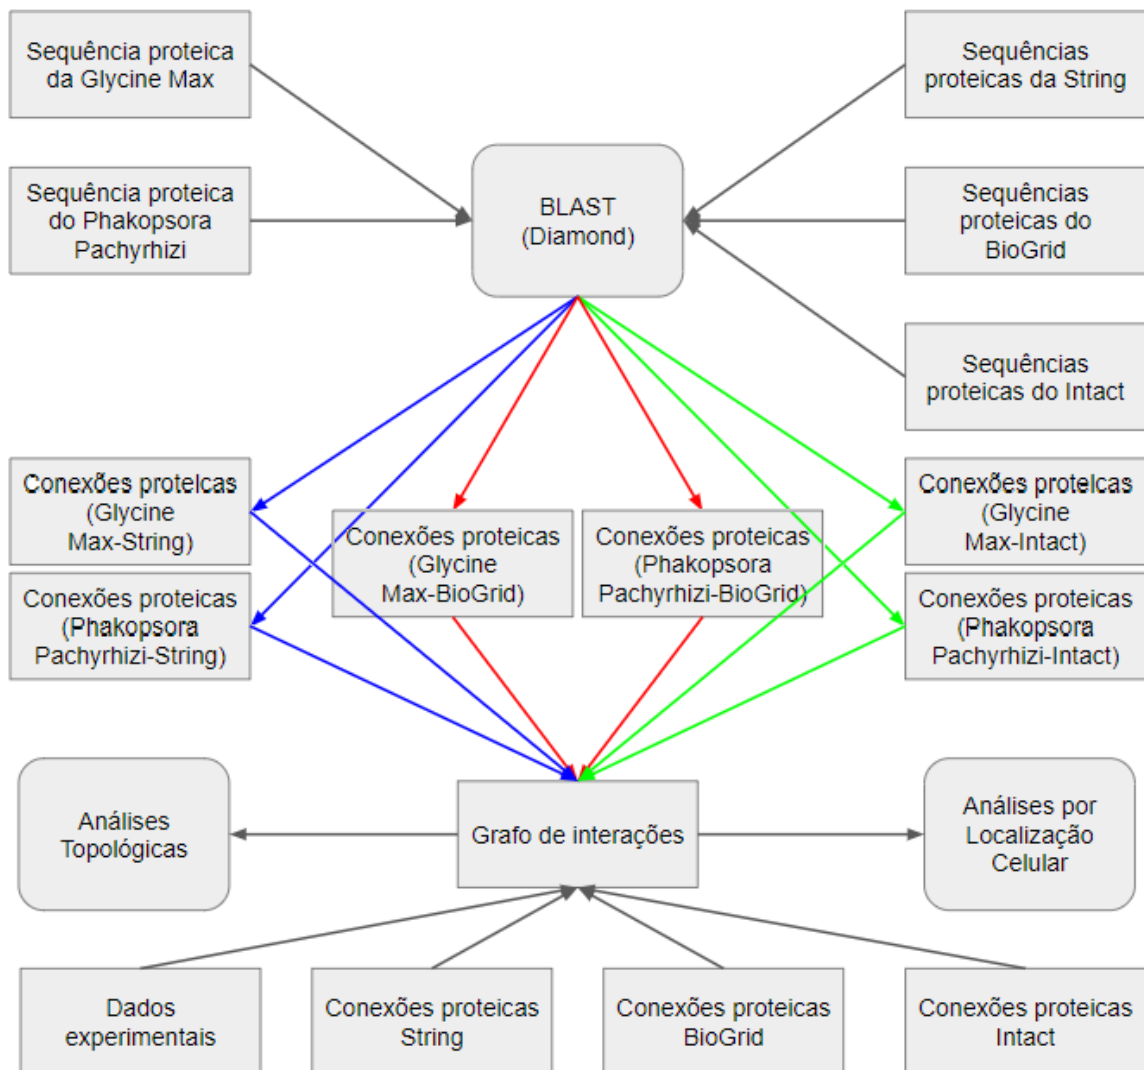 Sequência proteica
da Glycine Max
Sequências
proteicas da String
Sequência proteica
do Phakopsora
Pachyrhizi
BLAST
(Diamond)
Sequências
proteicas do
BioGrid
Sequências
proteicas do Intact
Conexões proteIcas
(Glycine
Max-String)
Conexões proteicas
(Glycine
Max-BioGrid)
Conexões proteicas
(Phakopsora
Pachyrhizi-BioGrid)
Conexões proteIcas
(Glycine
Max-Intact)
Conexões proteicas
(Phakopsora
Pachyrhizi-String)
Conexões proteicas
(Phakopsora
Pachyrhizi-Intact)
Análises
Topológicas
Grafo de interações
Análises por
Localização
Celular
Dados
experimentais
Conexões proteicas
String
Conexões proteicas
BioGrid
Conexões proteicas
Intact